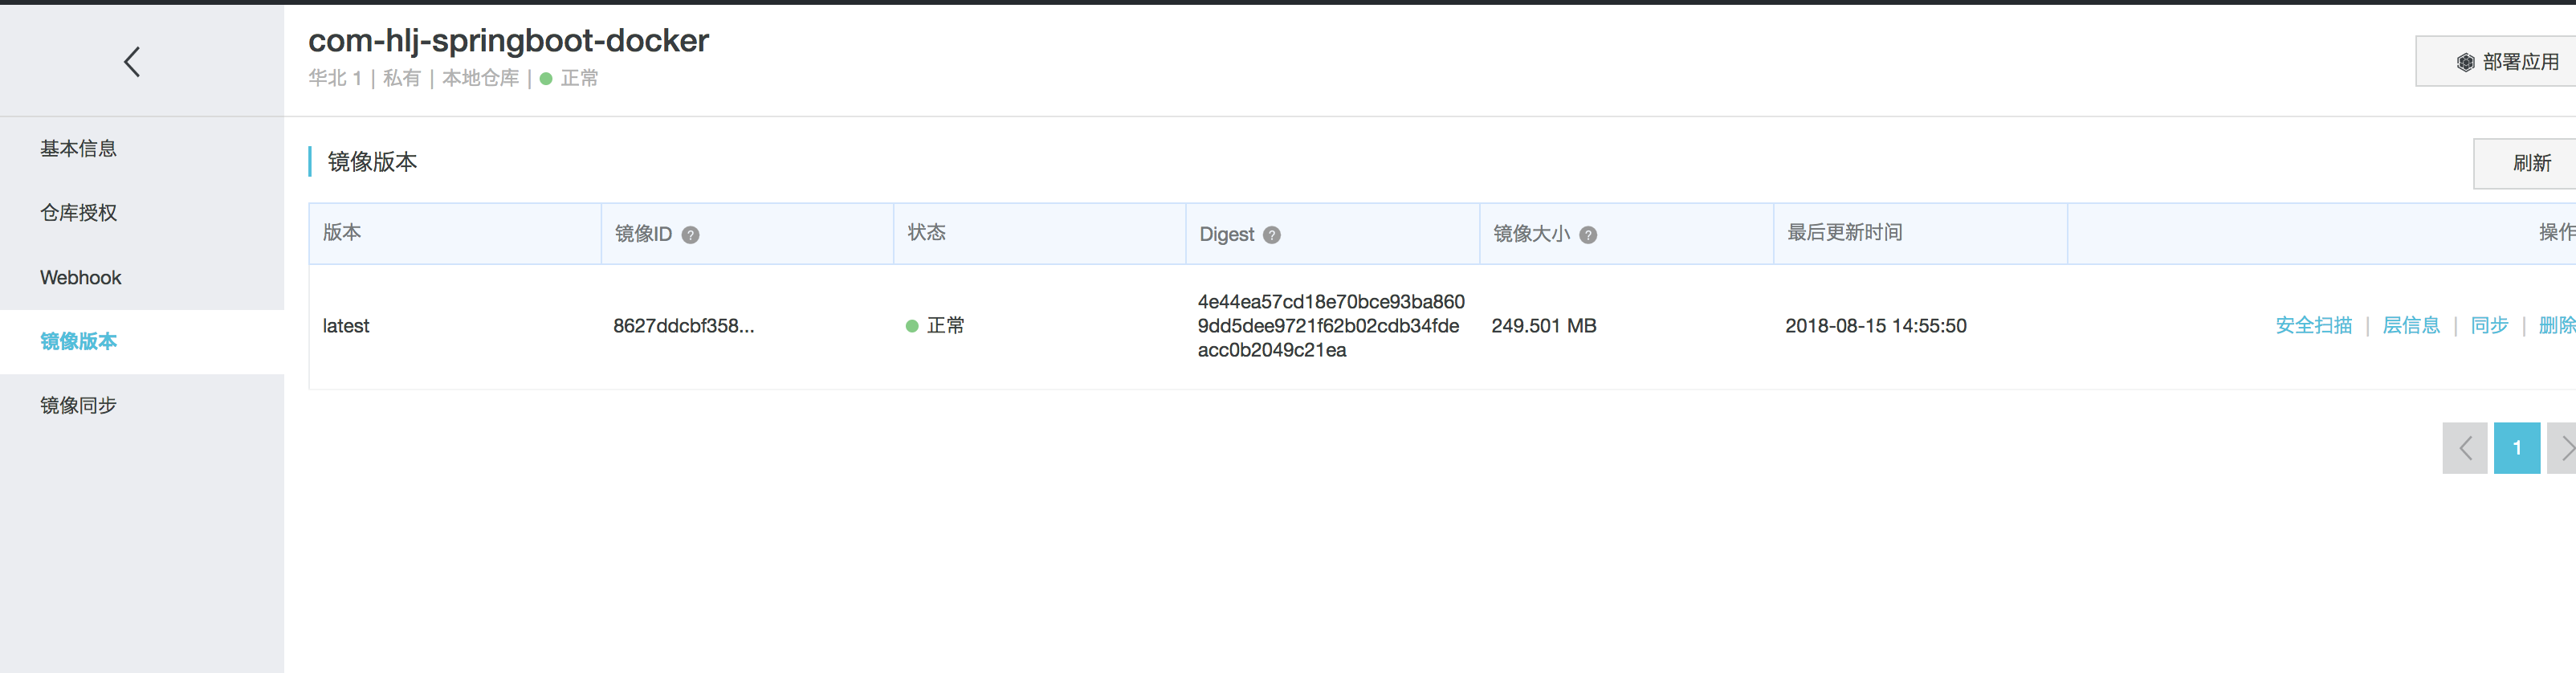 com-hlj-springboot-docker
华北 1 | 私有 | 本地仓库 | 正常
部署应用
基本信息
仓库授权
Webhook
镜像版本
镜像同步
镜像版本
刷新
版本 镜像ID ? 状态 Digest ? 镜像大小 ? 最后更新时间 操作
latest 8627ddcbf358... 正常 4e44ea57cd18e70bce93ba860 249.501 MB 2018-08-15 14:55:50 安全扫描 | 层信息 | 同步 | 删除
9dd5dee9721f62b02cdb34fde
acc0b2049c21ea
1